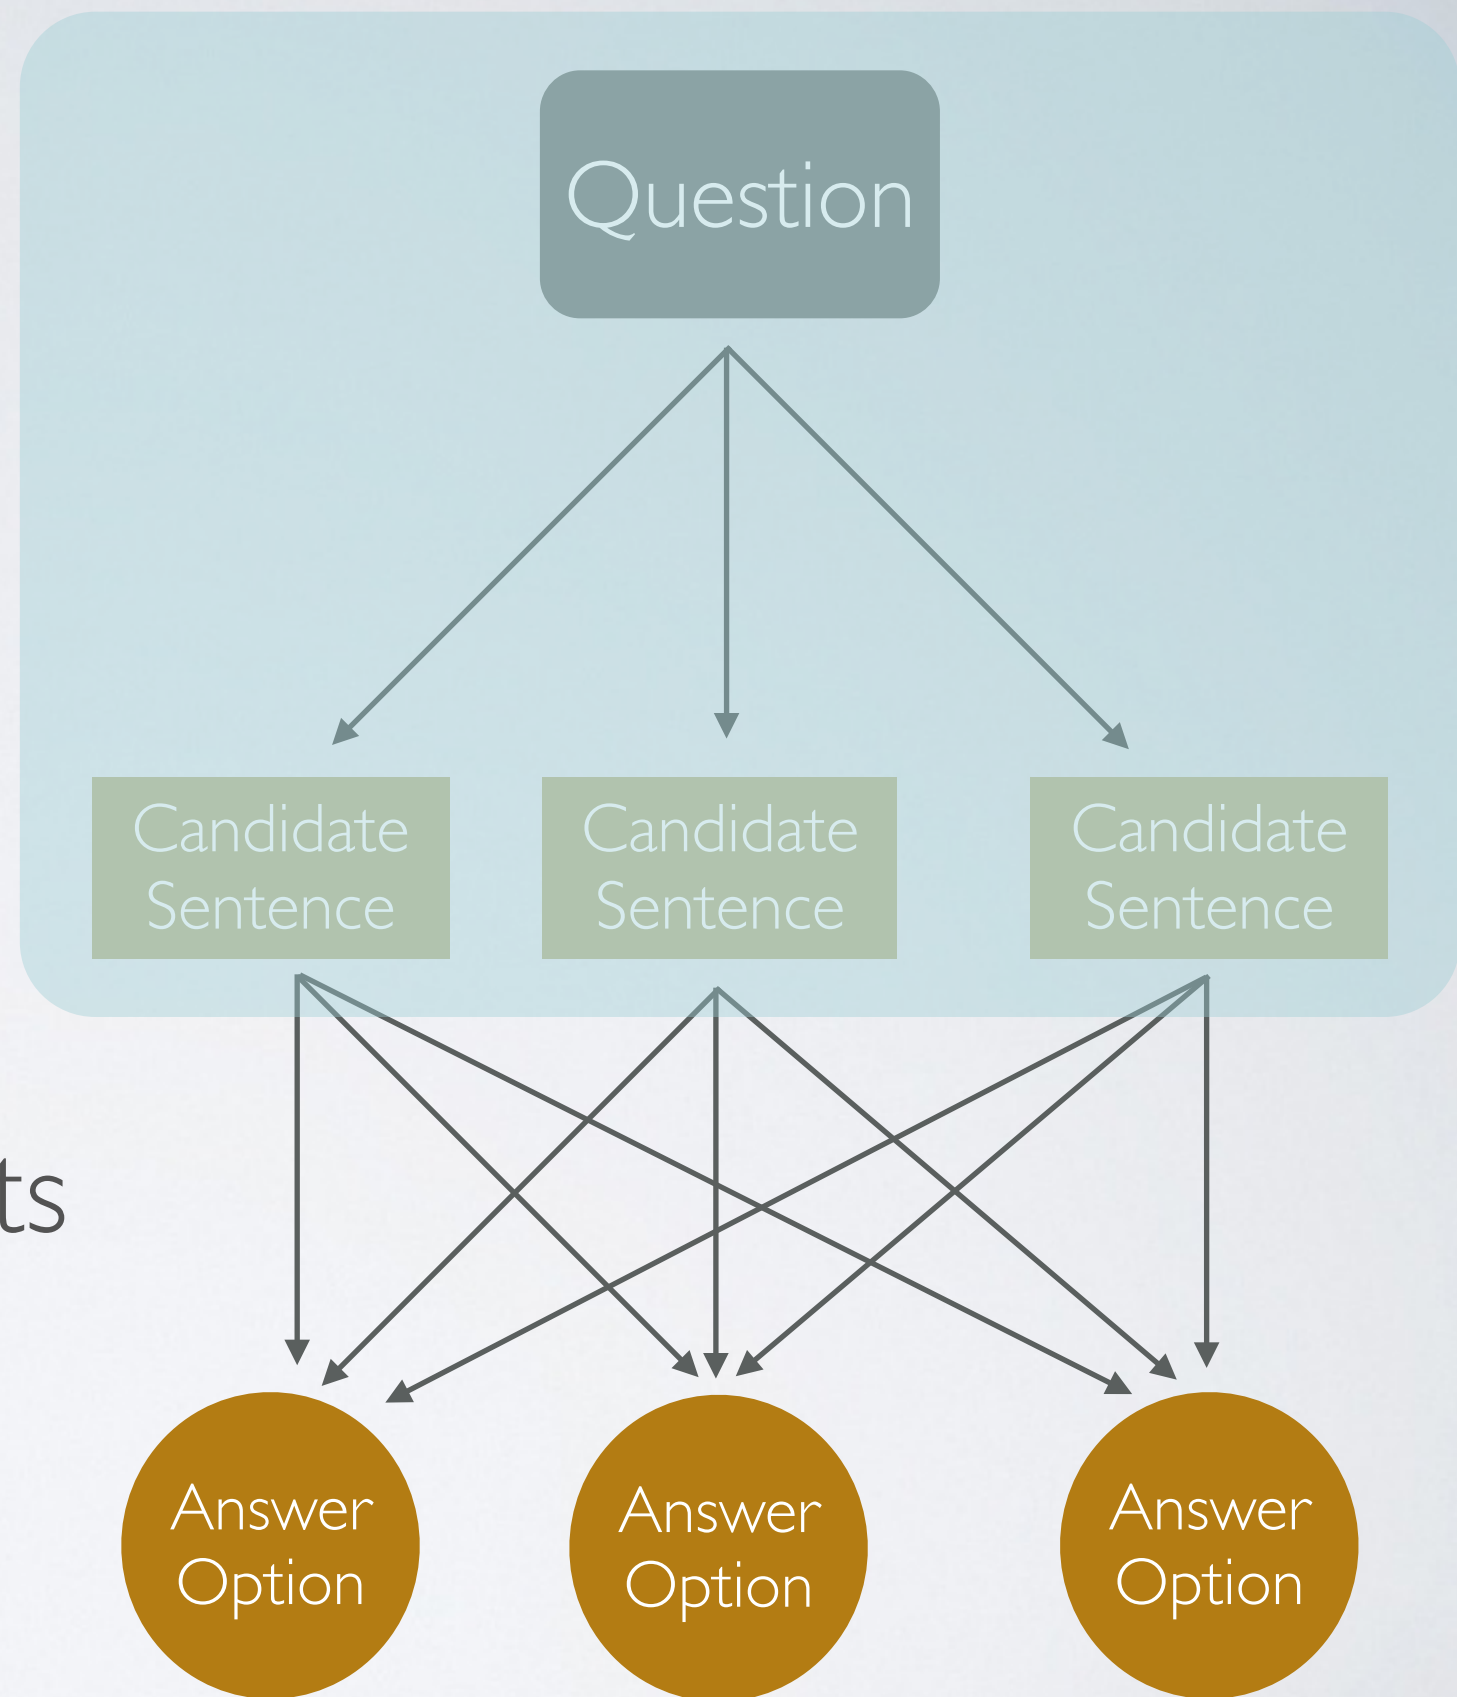 Question
Candidate
Sentence
Candidate
Sentence
Candidate
Sentence
ts
Answer
Option
Answer
Option
Answer
Option